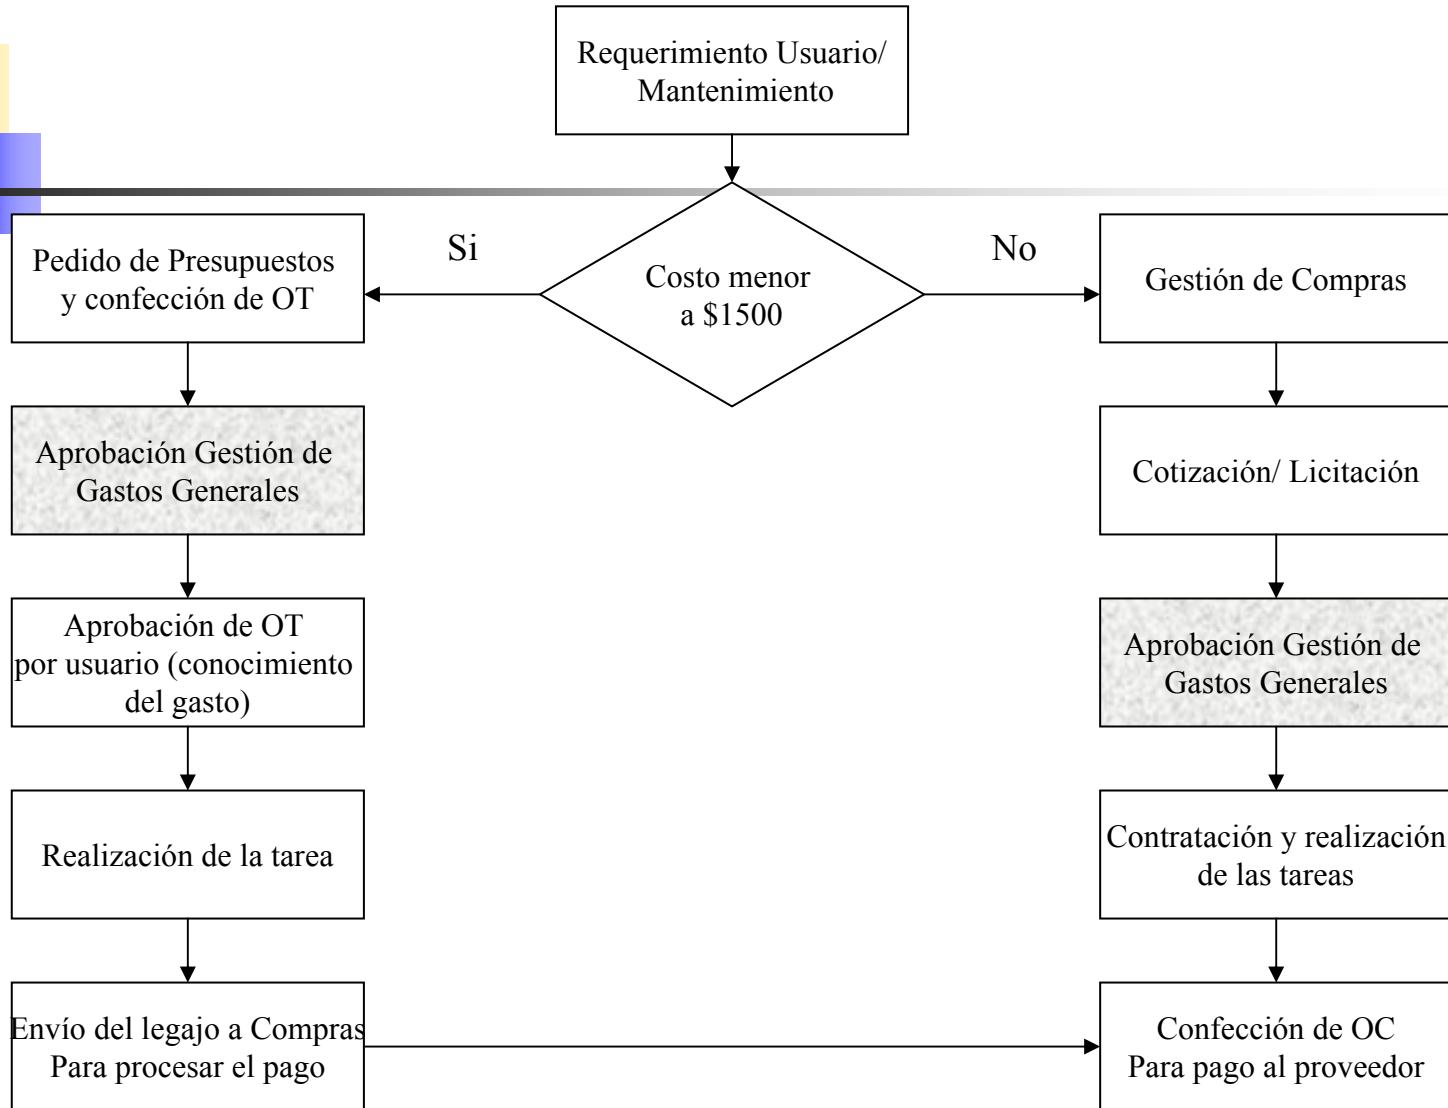 Requerimiento Usuario/
Mantenimiento
Costo menor
a $1500
Si
No
Pedido de Presupuestos
y confección de OT
Aprobación Gestión de
Gastos Generales
Aprobación de OT
por usuario (conocimiento
del gasto)
Realización de la tarea
Envío del legajo a Compras
Para procesar el pago
Gestión de Compras
Cotización/ Licitación
Aprobación Gestión de
Gastos Generales
Contratación y realización
de las tareas
Confección de OC
Para pago al proveedor